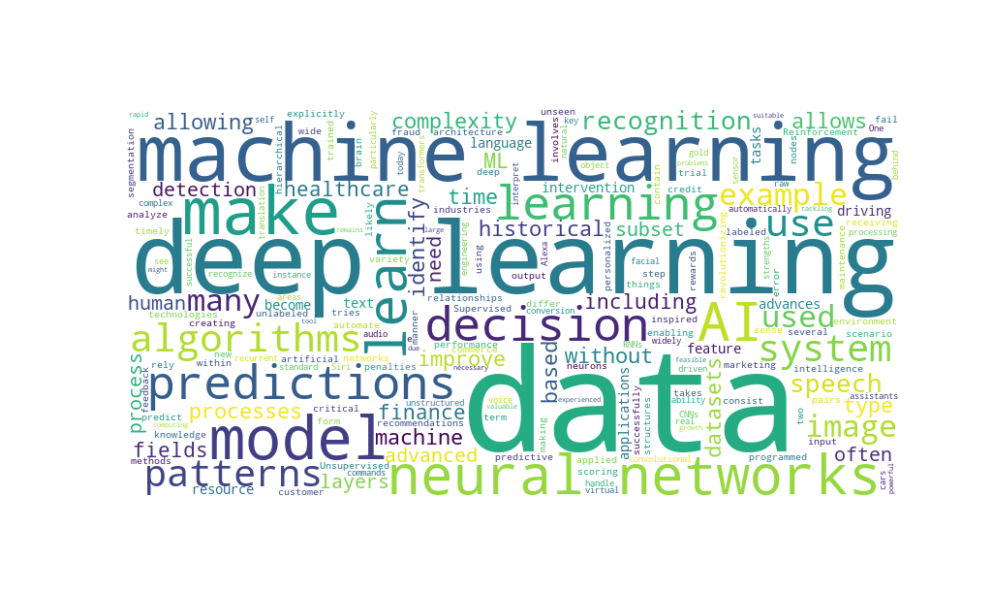 rapid
allowing
self
explicitly
wide
hierarchical
trained
particularly
complexity
fraud
architecture
today
brain
transformers
language
deep
ML
unseen
key
involves
natural
recognition
object
gold
trial
problems
sensor
tasks
suitable
Reinforcement
nodes
allows
One
fail
behind
segmentation
machine learning
detection
healthcare
interpret
time
intervention
contain
credit
example
raw
complex
analyze
timely
successful
see
might
make
translation
likely
learn
identify
industries
need
large
variety
remains
learning
historical
subset
personalized
automatically
labeled
use
tackling
driving
receiving
processing
revolutionizing
strengths
error
maintenance
deep learning
recognize
instance
engineering
using
output
Alexa
facial
step
things
rewards
human
many
areas
become
text
unlabeled
tries
technologies
creating
tool
manner
audio
e
due
relationships
Supervised
differ
conversion
including
inspired
enabling
widely
AI
advances
used
several
environment
scenario
sense
algorithms
new
within
rely
recurrent
artificial
networks
automate
performance
commerce
improve
decision
RNNs
neurons
without
based
feature
system
feasible
driven
marketing
intelligence
process
feedback
predict
computing
knowledge
methods
predictions
standard
Siri
penalties
necessary
unstructured
valuable
voice
experienced
term
making
data
takes
ability
consist
CNNs
real
growth
datasets
speech
type
pairs
assistants
two
image
input
processes
critical
form
finance
recommendations
machine
advanced
applications
successfully
structures
fields
model
patterns
resource
customer
Unsupervised
commands
layers
predictive
applied
convolutional
scoring
handle
virtual
programmed
often
cars
powerful
neural networks